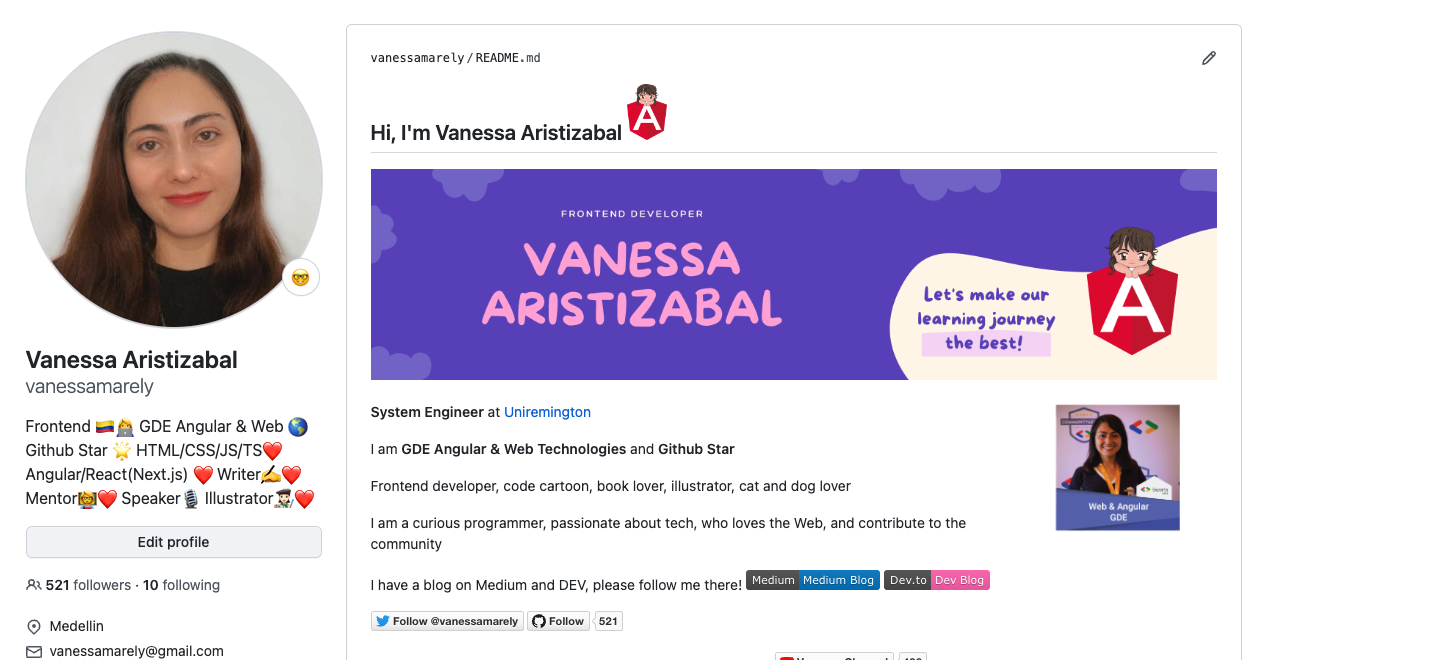 Vanessa Aristizabal
vanessamarely
Frontend 🇨🇴👩‍💻 GDE Angular & Web 🌎
Github Star 🌟 HTML/CSS/JS/TS❤️
Angular/React(Next.js) ❤️ Writer✍️❤️
Mentor👩‍🏫❤️ Speaker🎙️ Illustrator👩🏻‍🎨❤️
Edit profile
521 followers · 10 following
Medellin
vanessamarely@gmail.com
vanessamarely/README.md
Hi, I'm Vanessa Aristizabal
A
FRONTEND DEVELOPER
VANESSA
ARISTIZABAL
Let's make our
learning journey
the best!
A
System Engineer at Uniremington
I am GDE Angular & Web Technologies and Github Star
Frontend developer, code cartoon, book lover, illustrator, cat and dog lover
I am a curious programmer, passionate about tech, who loves the Web, and contribute to the
community
Web & Angular
GDE
I have a blog on Medium and DEV, please follow me there! Medium Medium Blog Dev.to Dev Blog
Follow @vanessamarely Follow 521